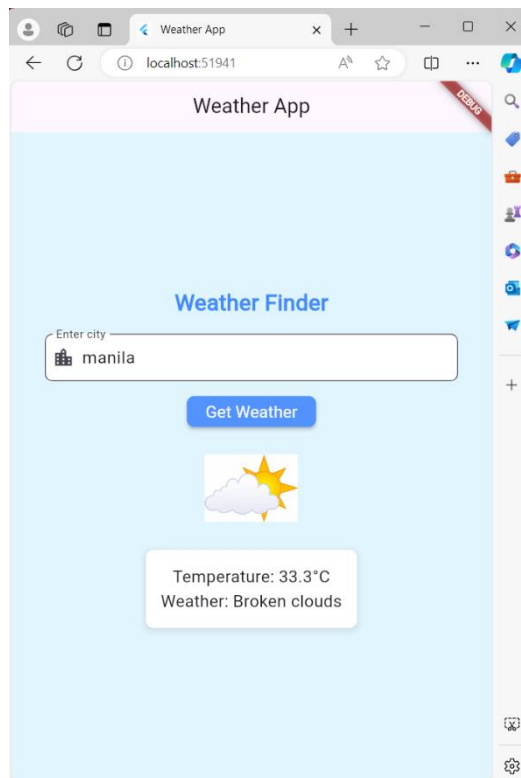 Weather App
localhost:51941
Weather App
DEBUG
Weather Finder
Enter city
manila
Get Weather
Temperature: 33.3°C
Weather: Broken clouds